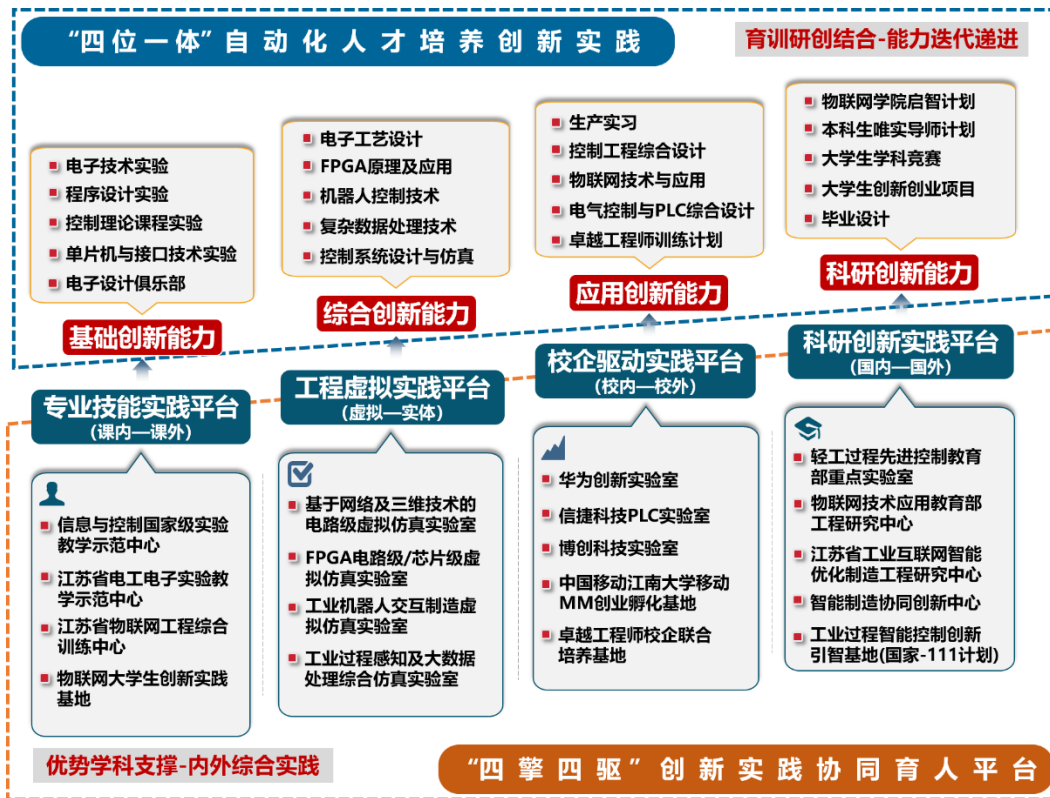 “四位一体”自动化人才培养创新实践
育训研创结合-能力迭代递进
电子技术实验
程序设计实验
控制理论课程实验
单片机与接口技术实验
电子设计俱乐部
基础创新能力
电子工艺设计
FPGA原理及应用
机器人控制技术
复杂数据处理技术
控制系统设计与仿真
综合创新能力
生产实习
控制工程综合设计
物联网技术与应用
电气控制与PLC综合设计
卓越工程师训练计划
应用创新能力
物联网学院启智计划
本科生唯实导师计划
大学生学科竞赛
大学生创新创业项目
毕业设计
科研创新能力
专业技能实践平台
(课内—课外)
信息与控制国家级实验
教学示范中心
江苏省电工电子实验教
学示范中心
江苏省物联网工程综合
训练中心
物联网大学生创新实践
基地
工程虚拟实践平台
(虚拟—实体)
基于网络及三维技术的
电路级虚拟仿真实验室
FPGA电路级/芯片级虚
拟仿真实验室
工业机器人交互制造虚
拟仿真实验室
工业过程感知及大数据
处理综合仿真实验室
校企驱动实践平台
(校内—校外)
华为创新实验室
信捷科技PLC实验室
博创科技实验室
中国移动江南大学移动
MM创业孵化基地
卓越工程师校企联合
培养基地
科研创新实践平台
(国内—国外)
轻工过程先进控制教育
部重点实验室
物联网技术应用教育部
工程研究中心
江苏省工业互联网智能
优化制造工程研究中心
智能制造协同创新中心
工业过程智能控制创新
引智基地(国家-111计划)
优势学科支撑-内外综合实践
“四擎四驱”创新实践协同育人平台